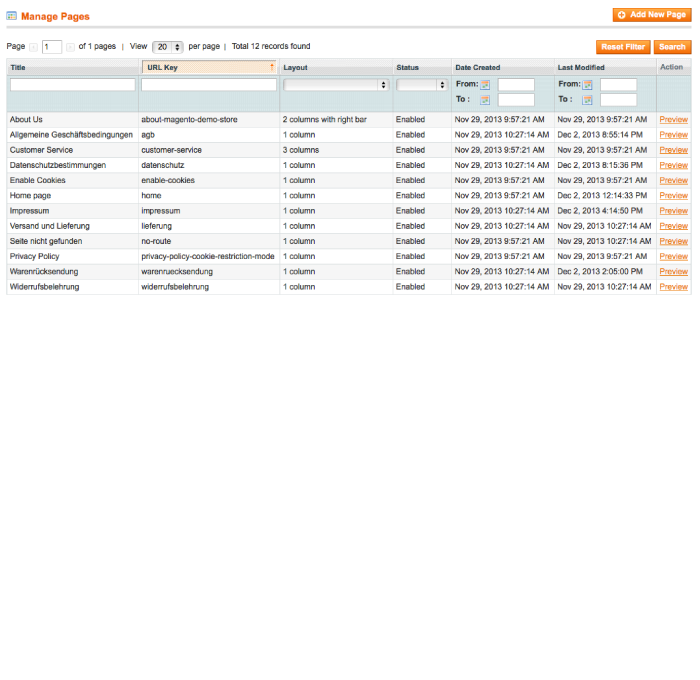 Manage Pages Add New Page
Page 1 of 1 pages | View 20 per page | Total 12 records found Reset Filter Search
Title URL Key Layout Status Date Created Last Modified Action
From: From:
To : To :
About Us about-magento-demo-store 2 columns with right bar Enabled Nov 29, 2013 9:57:21 AM Nov 29, 2013 9:57:21 AM Preview
Allgemeine Geschäftsbedingungen agb 1 column Enabled Nov 29, 2013 10:27:14 AM Dec 2, 2013 8:55:14 PM Preview
Customer Service customer-service 3 columns Enabled Nov 29, 2013 9:57:21 AM Nov 29, 2013 9:57:21 AM Preview
Datenschutzbestimmungen datenschutz 1 column Enabled Nov 29, 2013 10:27:14 AM Dec 2, 2013 8:15:36 PM Preview
Enable Cookies enable-cookies 1 column Enabled Nov 29, 2013 9:57:21 AM Nov 29, 2013 9:57:21 AM Preview
Home page home 1 column Enabled Nov 29, 2013 9:57:21 AM Dec 2, 2013 12:14:33 PM Preview
Impressum impressum 1 column Enabled Nov 29, 2013 10:27:14 AM Dec 2, 2013 4:14:50 PM Preview
Versand und Lieferung lieferung 1 column Enabled Nov 29, 2013 10:27:14 AM Nov 29, 2013 10:27:14 AM Preview
Seite nicht gefunden no-route 1 column Enabled Nov 29, 2013 9:57:21 AM Nov 29, 2013 10:27:14 AM Preview
Privacy Policy privacy-policy-cookie-restriction-mode 1 column Enabled Nov 29, 2013 9:57:21 AM Nov 29, 2013 9:57:21 AM Preview
Warenrücksendung warenruecksendung 1 column Enabled Nov 29, 2013 10:27:14 AM Dec 2, 2013 2:05:00 PM Preview
Widerrufsbelehrung widerrufsbelehrung 1 column Enabled Nov 29, 2013 10:27:14 AM Nov 29, 2013 10:27:14 AM Preview